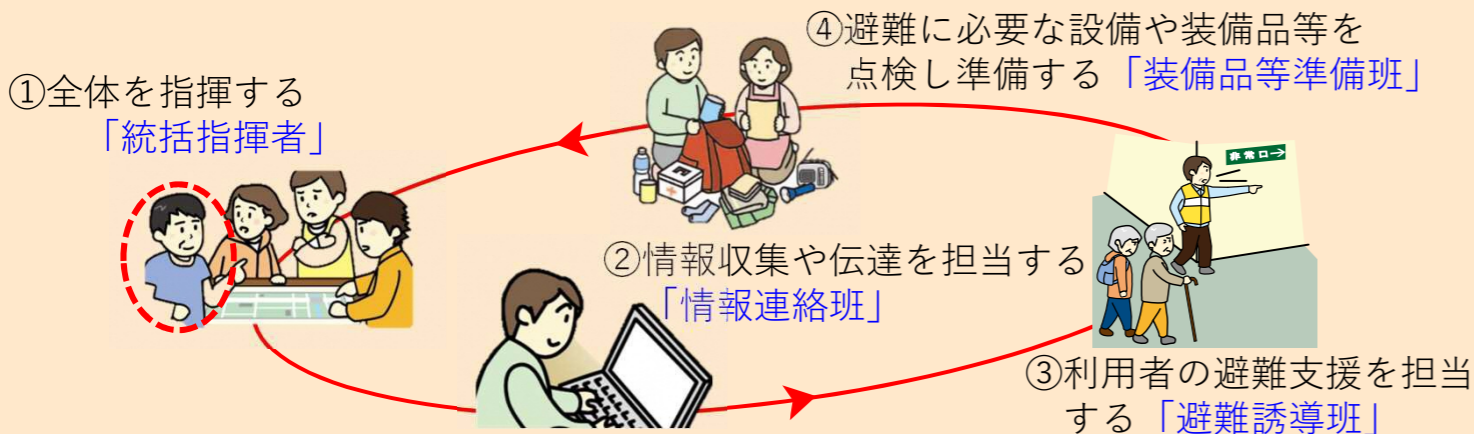 ①全体を指揮する
「統括指揮者」
②情報収集や伝達を担当する
「情報連絡班」
③利用者の避難支援を担当
する「避難誘導班」
④避難に必要な設備や装備品等を
点検し準備する「装備品等準備班」
非常口→